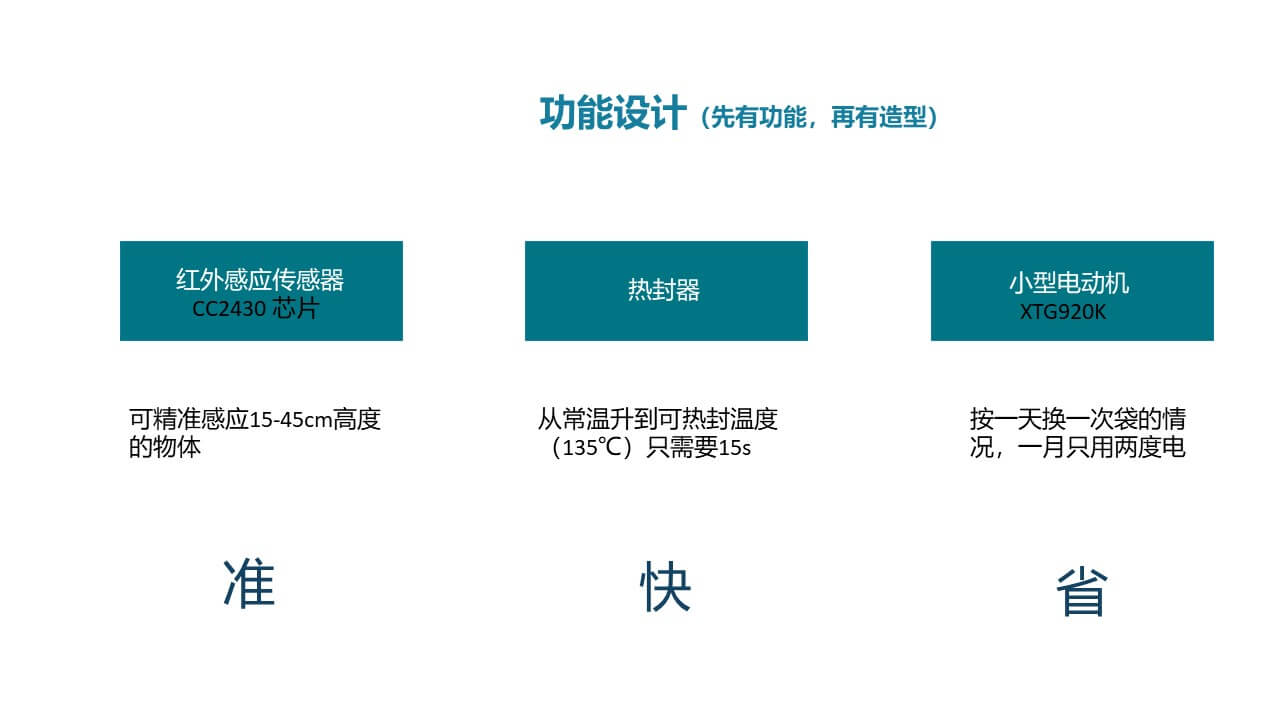 功能设计（先有功能，再有造型）
红外感应传感器
CC2430 芯片
可精准感应15-45cm高度
的物体
准
热封器
从常温升到可热封温度
（135℃）只需要15s
快
小型电动机
XTG920K
按一天换一次袋的情
况，一月只用两度电
省